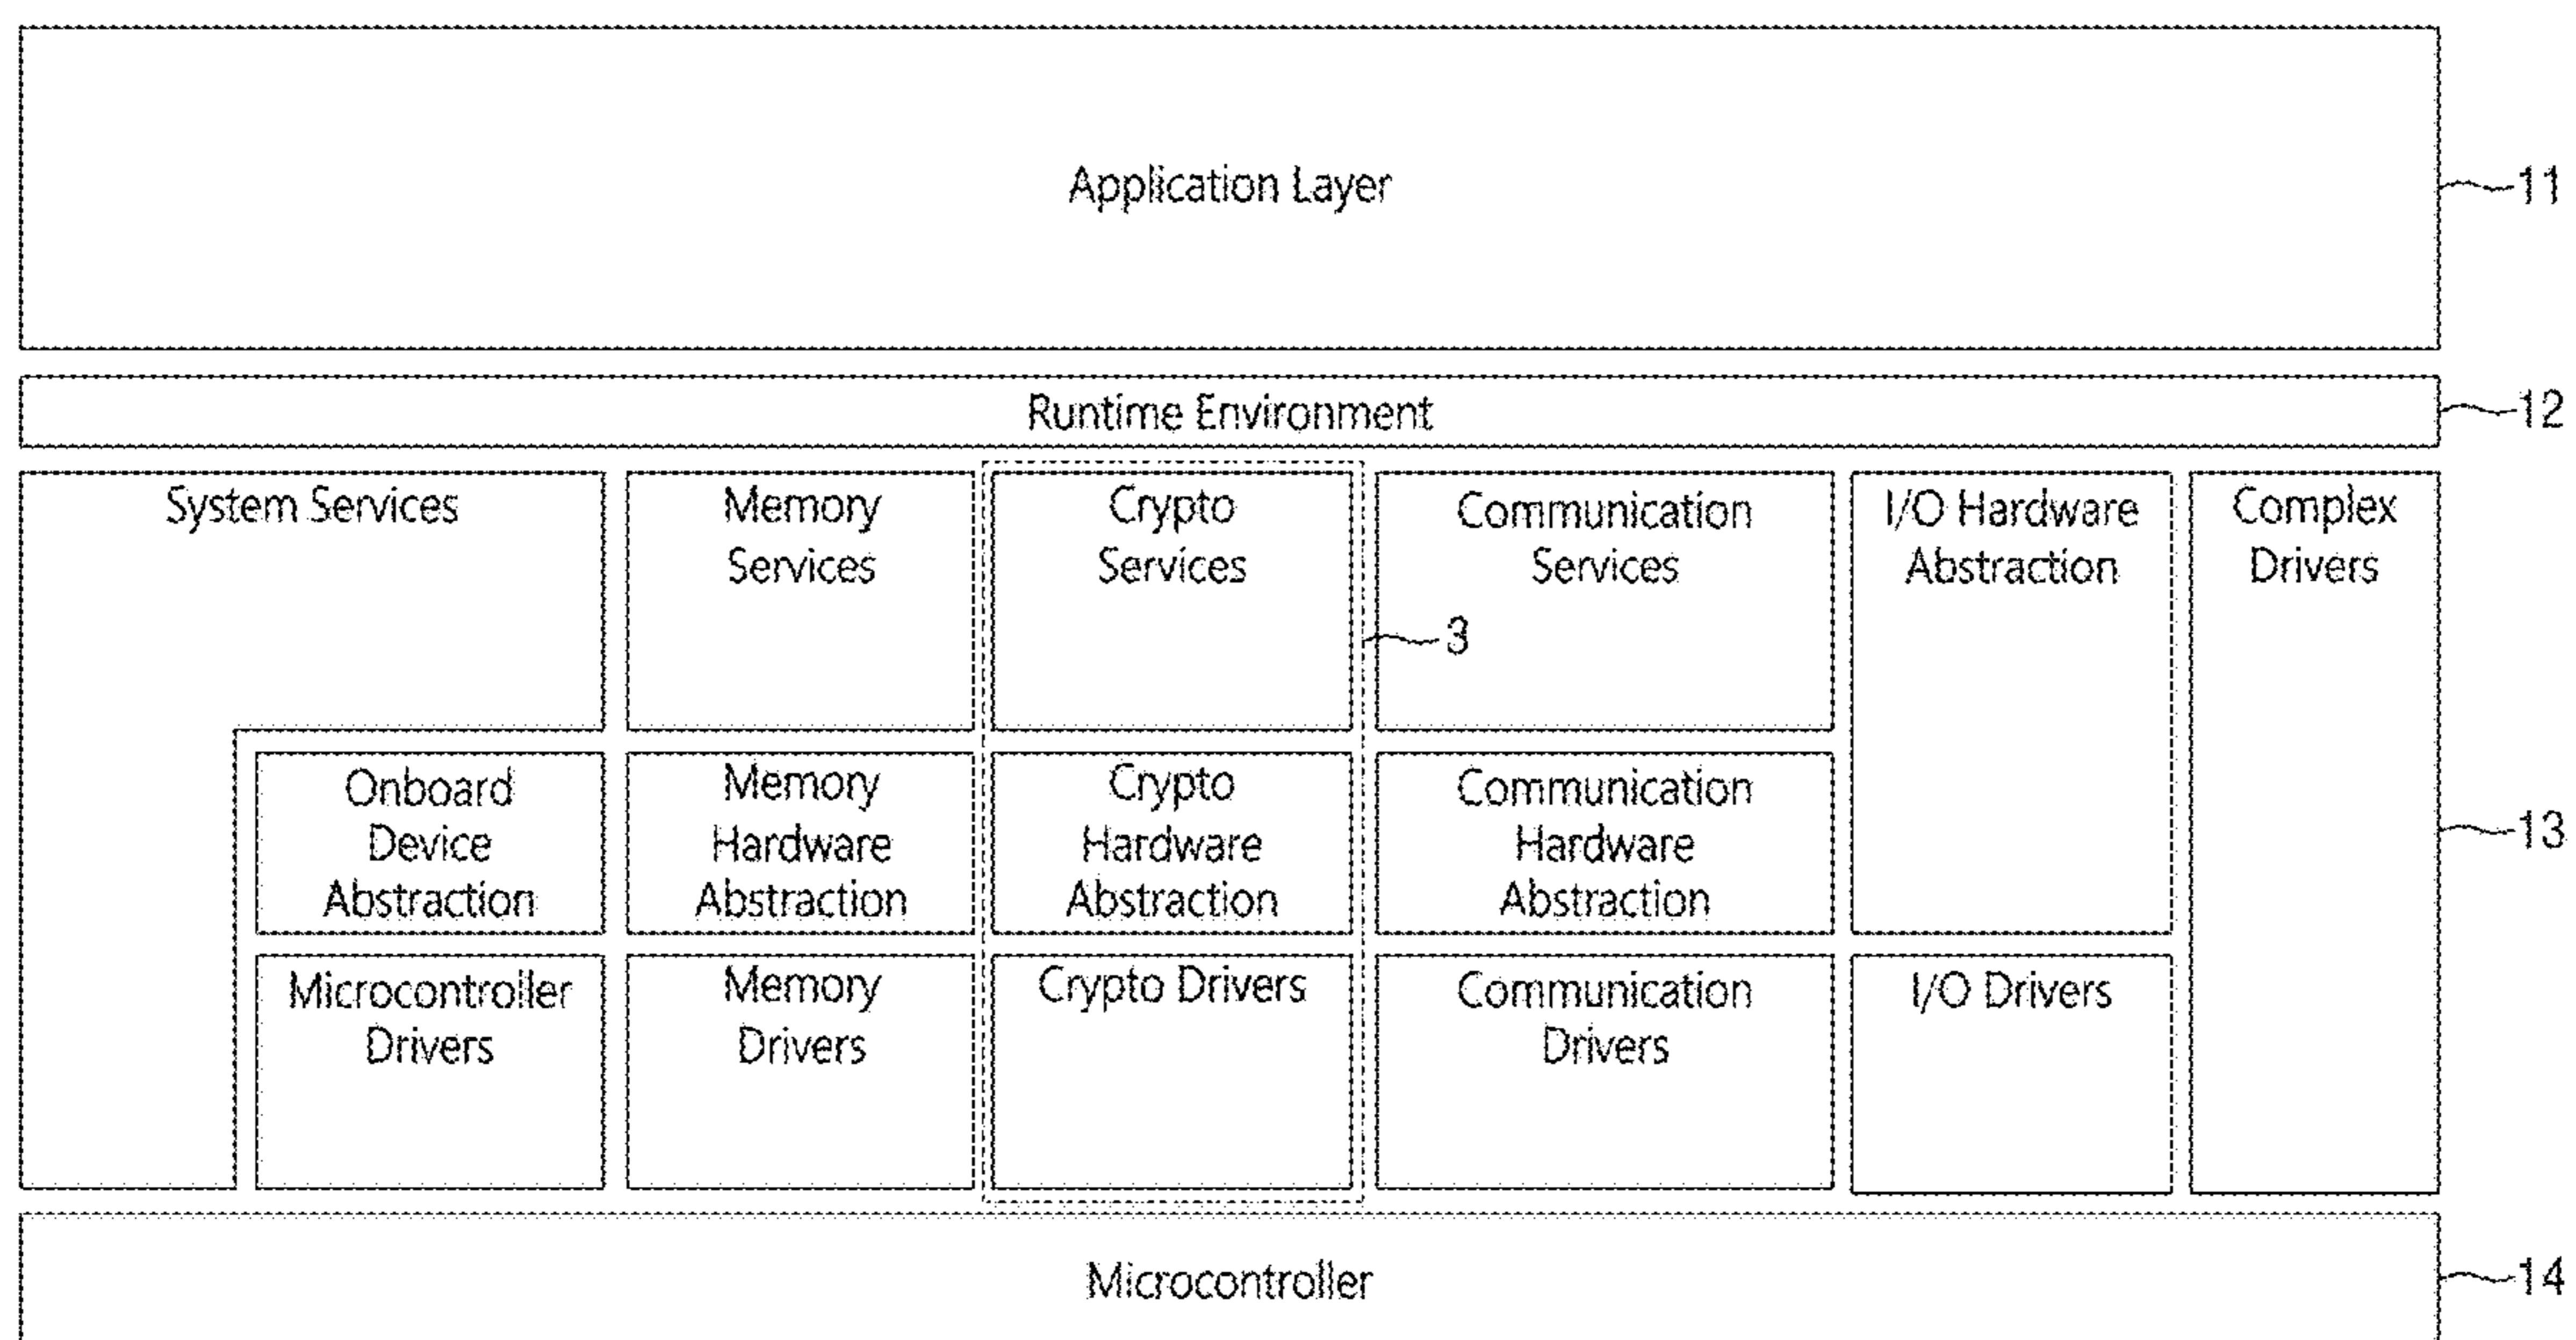 Application Layer
11
Runtime Environment
12
System Services
Memory
Services
Crypto
Services
Communication
Services
I/O Hardware
Abstraction
Complex
Drivers
3
Onboard
Device
Abstraction
Memory
Hardware
Abstraction
Crypto
Hardware
Abstraction
Communication
Hardware
Abstraction
13
Microcontroller
Drivers
Memory
Drivers
Crypto Drivers
Communication
Drivers
I/O Drivers
Microcontroller
14